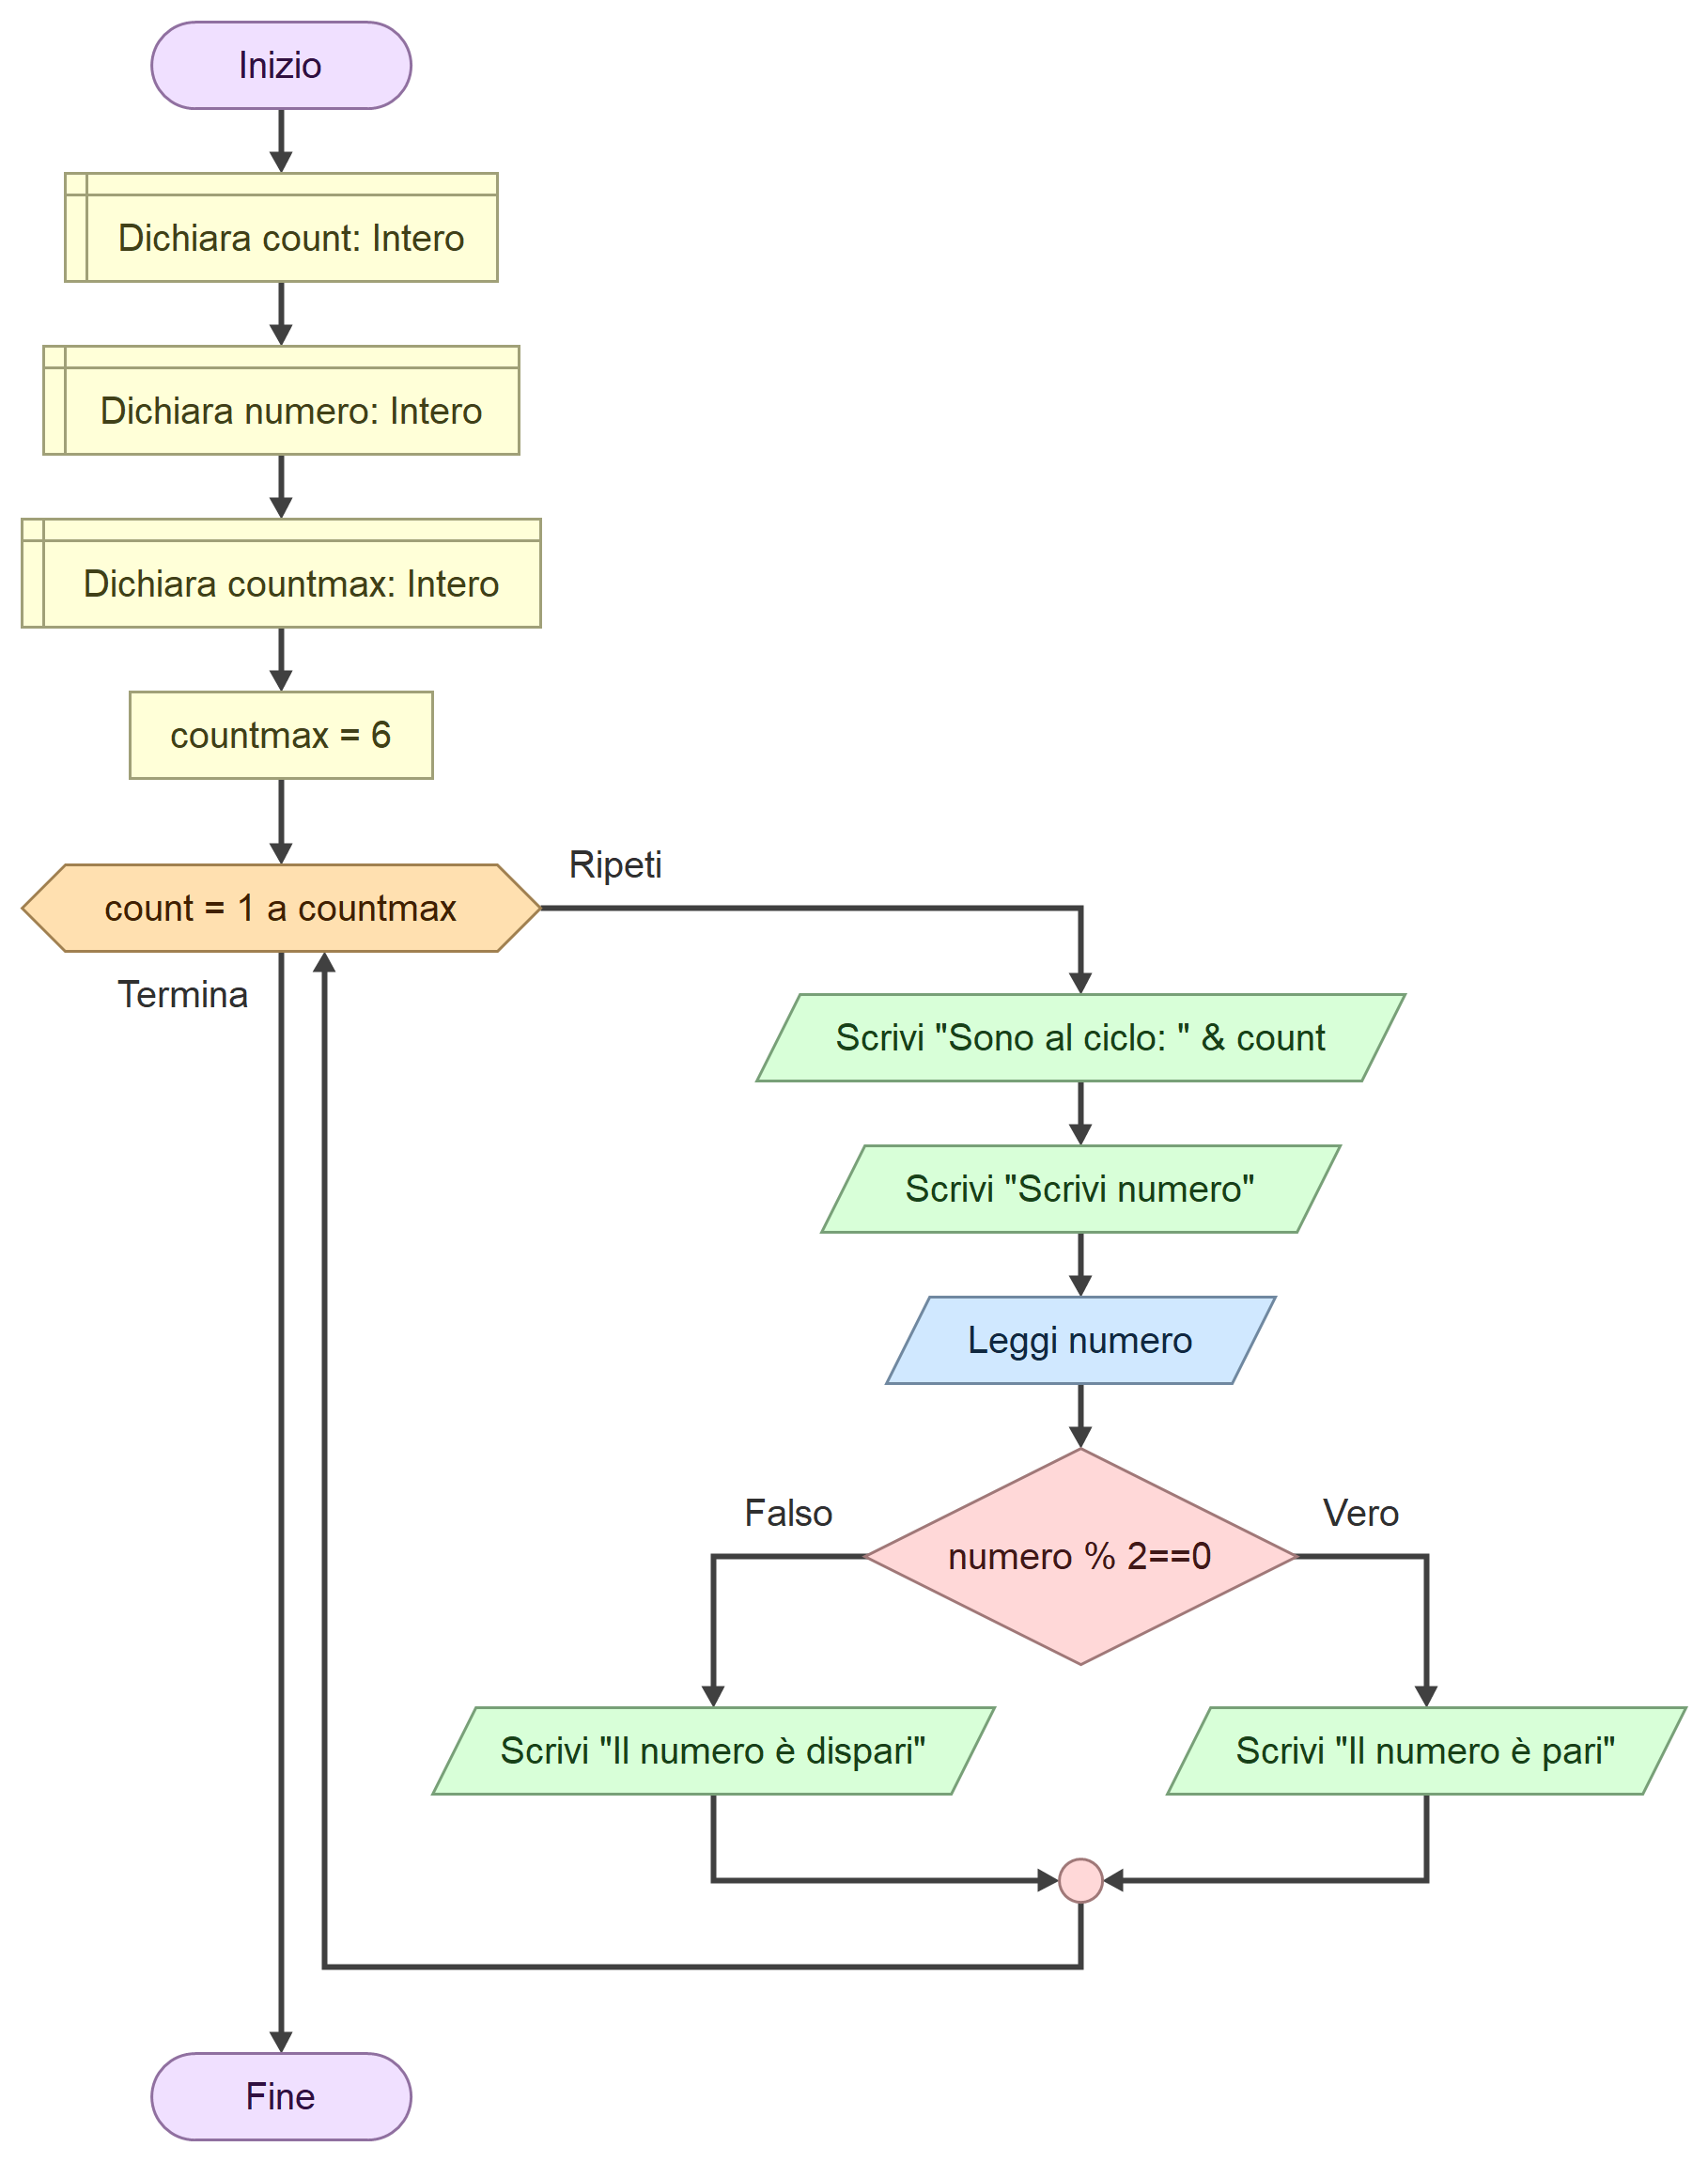 Inizio
Dichiara count: Intero
Dichiara numero: Intero
Dichiara countmax: Intero
countmax = 6
count = 1 a countmax
Ripeti
Termina
Scrivi "Sono al ciclo: " & count
Scrivi "Scrivi numero"
Leggi numero
numero % 2==0
Falso
Vero
Scrivi "Il numero è dispari"
Scrivi "Il numero è pari"
Fine